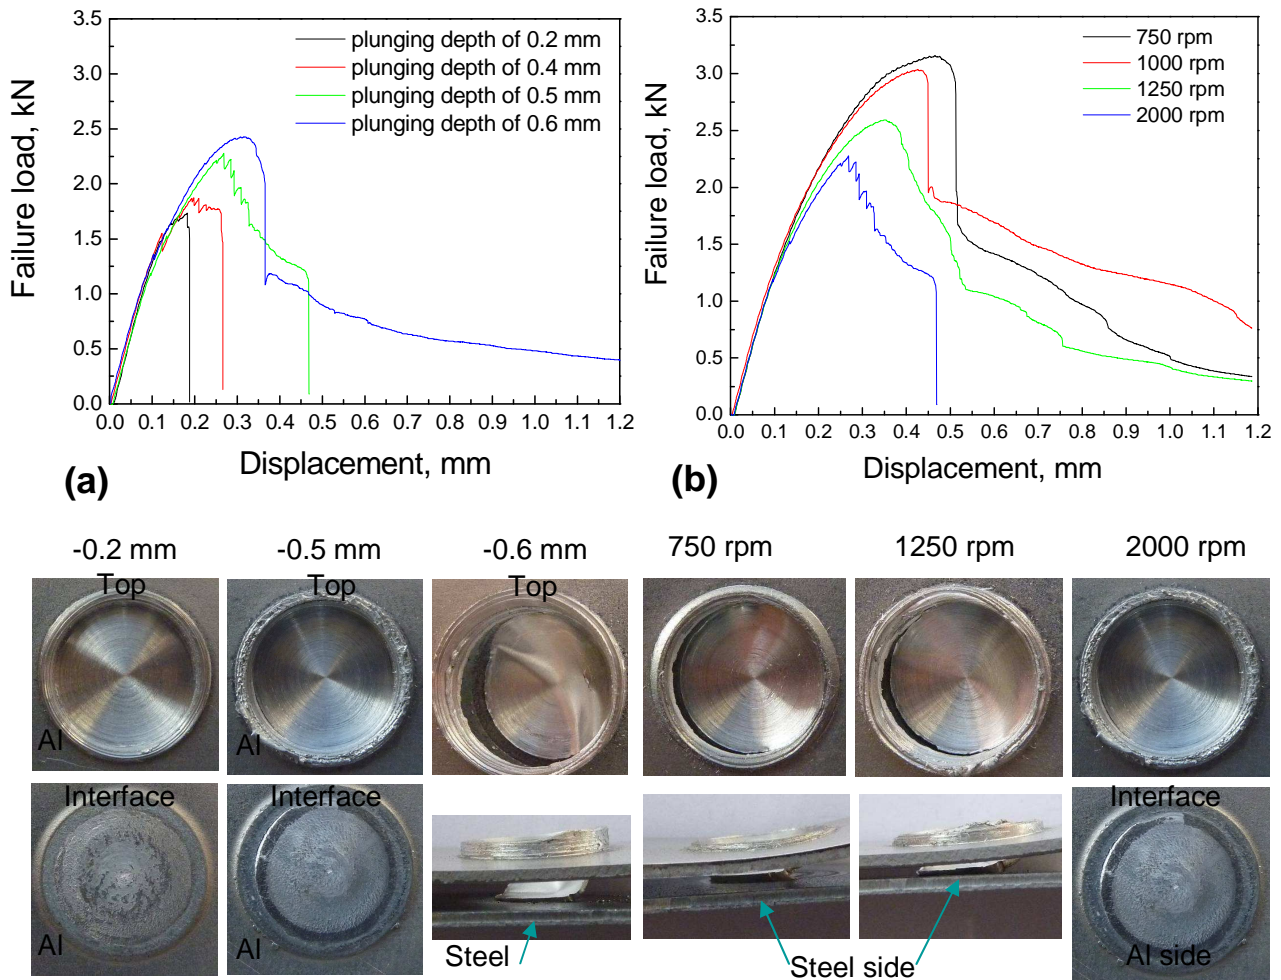 3.5
3.0
2.5
2.0
1.5
1.0
0.5
0.0
Failure load, kN
plunging depth of 0.2 mm
plunging depth of 0.4 mm
plunging depth of 0.5 mm
plunging depth of 0.6 mm
0.0 0.1 0.2 0.3 0.4 0.5 0.6 0.7 0.8 0.9 1.0 1.1 1.2
Displacement, mm
(a)
3.5
3.0
2.5
2.0
1.5
1.0
0.5
0.0
Failure load, kN
750 rpm
1000 rpm
1250 rpm
2000 rpm
0.0 0.1 0.2 0.3 0.4 0.5 0.6 0.7 0.8 0.9 1.0 1.1 1.2
Displacement, mm
(b)
-0.2 mm
-0.5 mm
-0.6 mm
750 rpm
1250 rpm
2000 rpm
Top
Top
Top
Al
Al
Interface
Interface
Interface
Al
Al
Steel
Steel side
Al side